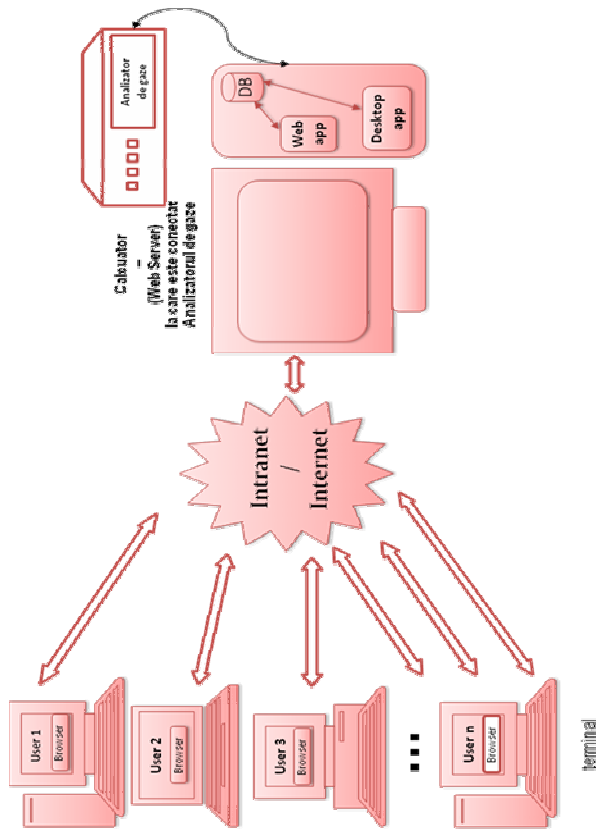 Analizator
de gaze
DB
Web
app
Desktop
app
Calculator
–
(Web Server)
la care este conectat
Analizatorul de gaze
Intranet
/
Internet
User 1
Browser
User 2
Browser
User 3
Browser
...
User n
Browser
terminal